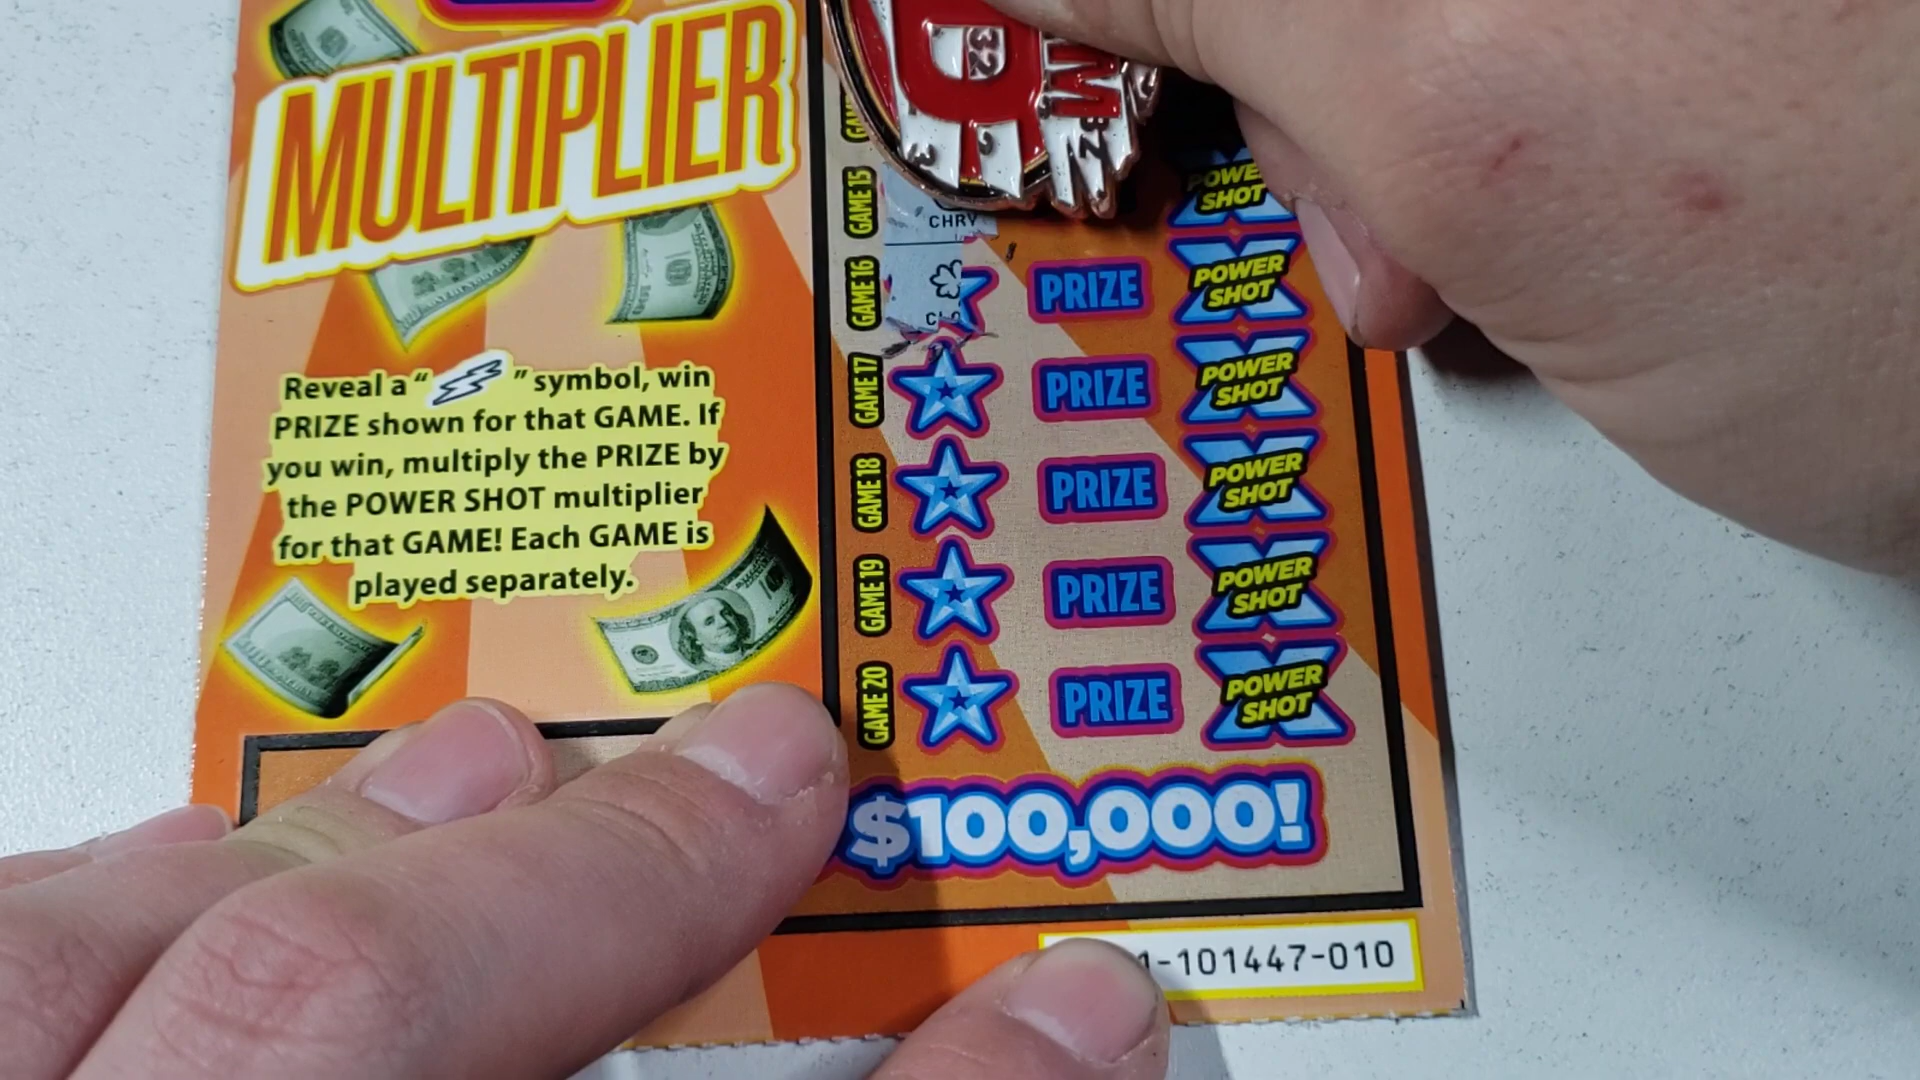 MULTIPLIER
Reveal a " " symbol, win
PRIZE shown for that GAME. If
you win, multiply the PRIZE by
the POWER SHOT multiplier
for that GAME! Each GAME is
played separately.
GAME 15
CHRY
POWER
SHOT
GAME 16
PRIZE
POWER
SHOT
GAME 17
PRIZE
POWER
SHOT
GAME 18
PRIZE
POWER
SHOT
GAME 19
PRIZE
POWER
SHOT
GAME 20
PRIZE
POWER
SHOT
$100,000!
1-101447-010